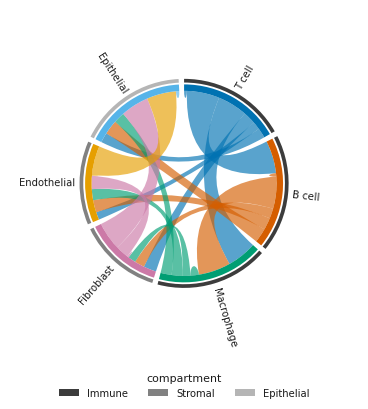 Epithelial
T cell
Endothelial
B cell
Fibroblast
Macrophage
compartment
Immune
Stromal
Epithelial